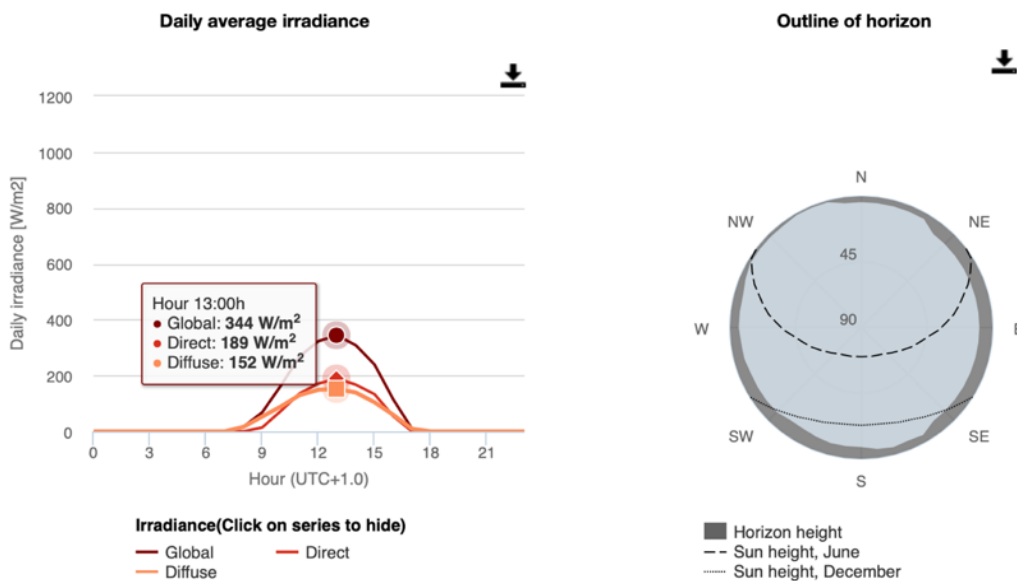 Daily average irradiance
1200
1000
800
600
400
200
0
Daily irradiance [W/m2]
Hour 13:00h
Global: 344 W/m²
Direct: 189 W/m²
Diffuse: 152 W/m²
0 3 6 9 12 15 18 21
Hour (UTC+1.0)
Irradiance(Click on series to hide)
Global Direct
Diffuse
Outline of horizon
N
NW NE
45
90
W E
SW SE
S
Horizon height
Sun height, June
Sun height, December